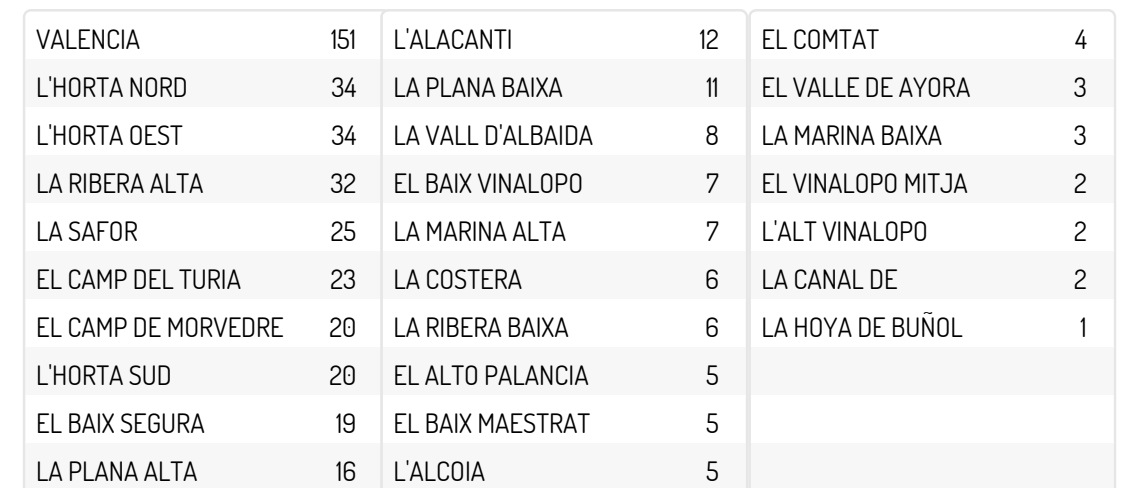 VALENCIA 151
L'HORTA NORD 34
L'HORTA OEST 34
LA RIBERA ALTA 32
LA SAFOR 25
EL CAMP DEL TURIA 23
EL CAMP DE MORVEDRE 20
L'HORTA SUD 20
EL BAIX SEGURA 19
LA PLANA ALTA 16
L'ALACANTI 12
LA PLANA BAIXA 11
LA VALL D'ALBAIDA 8
EL BAIX VINALOPO 7
LA MARINA ALTA 7
LA COSTERA 6
LA RIBERA BAIXA 6
EL ALTO PALANCIA 5
EL BAIX MAESTRAT 5
L'ALCOIA 5
EL COMTAT 4
EL VALLE DE AYORA 3
LA MARINA BAIXA 3
EL VINALOPO MITJA 2
L'ALT VINALOPO 2
LA CANAL DE 2
LA HOYA DE BUÑOL 1